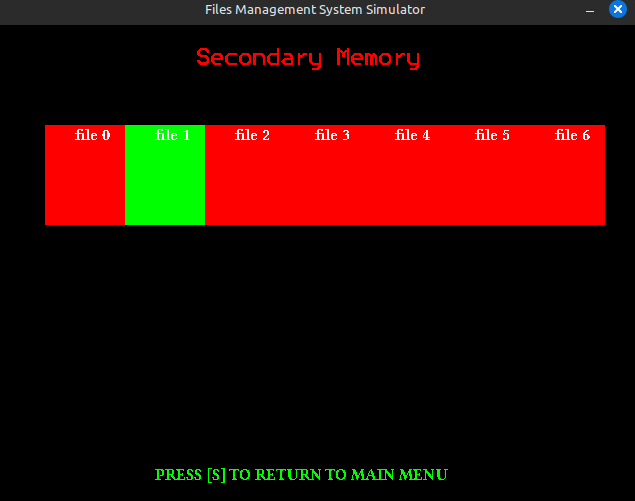 Files Management System Simulator
Secondary Memory
file 0 file 1 file 2 file 3 file 4 file 5 file 6
PRESS [S] TO RETURN TO MAIN MENU